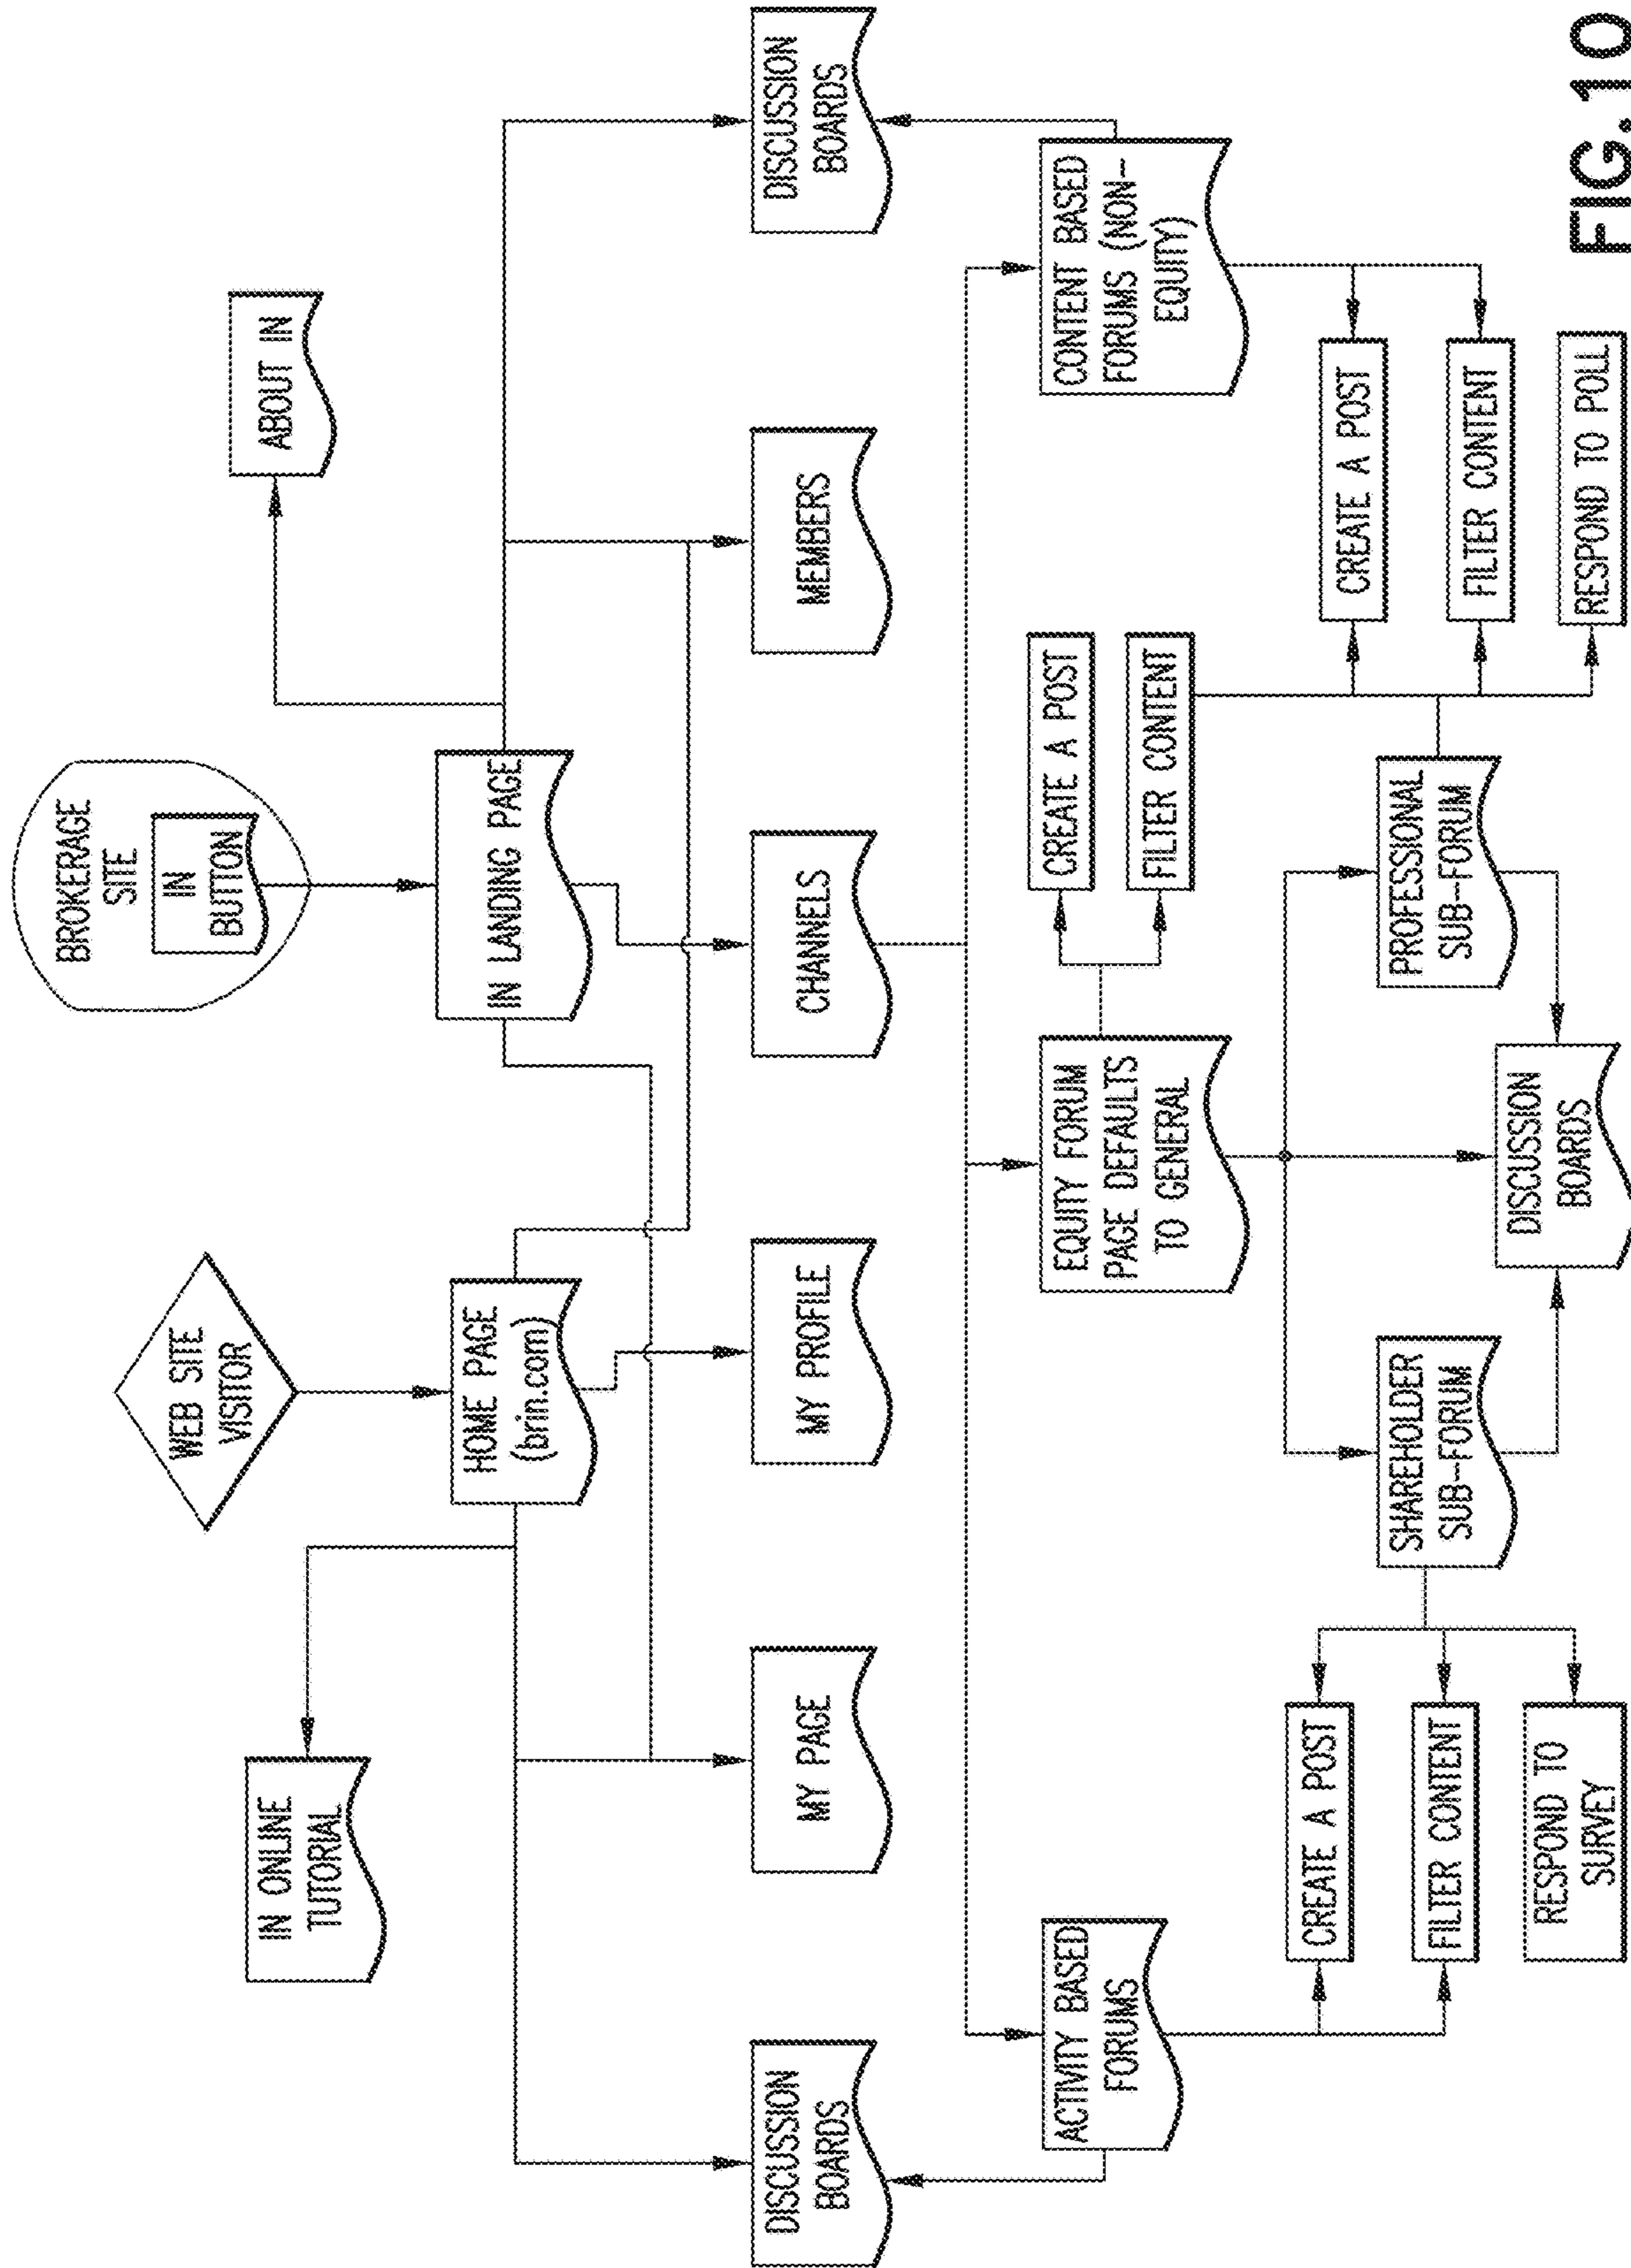 BROKERAGE
SITE
IN
BUTTON
WEB SITE
VISITOR
IN ONLINE
TUTORIAL
ABOUT IN
HOME PAGE
(brin.com)
IN LANDING PAGE
DISCUSSION
BOARDS
MY PAGE
MY PROFILE
CHANNELS
MEMBERS
DISCUSSION
BOARDS
ACTIVITY BASED
FORUMS
EQUITY FORUM
PAGE DEFAULTS
TO GENERAL
CREATE A POST
FILTER CONTENT
CONTENT BASED
FORUMS (NON-
EQUITY)
CREATE A POST
FILTER CONTENT
RESPOND TO
SURVEY
SHAREHOLDER
SUB-FORUM
PROFESSIONAL
SUB-FORUM
DISCUSSION
BOARDS
CREATE A POST
FILTER CONTENT
RESPOND TO POLL
FIG.10